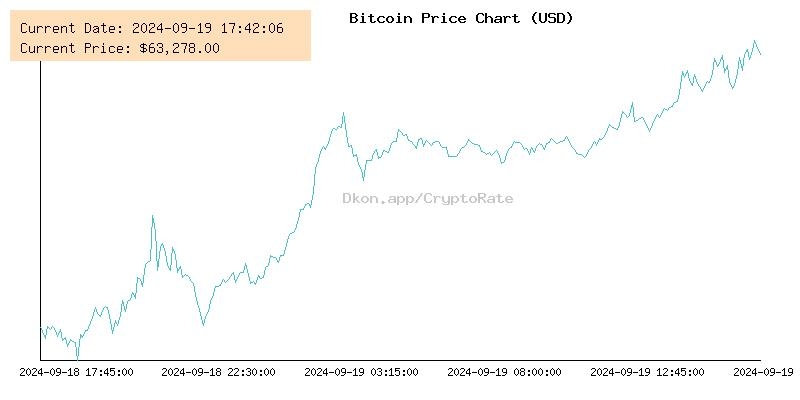 Bitcoin Price Chart (USD)
Current Date: 2024-09-19 17:42:06
Current Price: $63,278.00
Dkon.app/CryptoRate
2024-09-18 17:45:00 2024-09-18 22:30:00 2024-09-19 03:15:00 2024-09-19 08:00:00 2024-09-19 12:45:00 2024-09-19